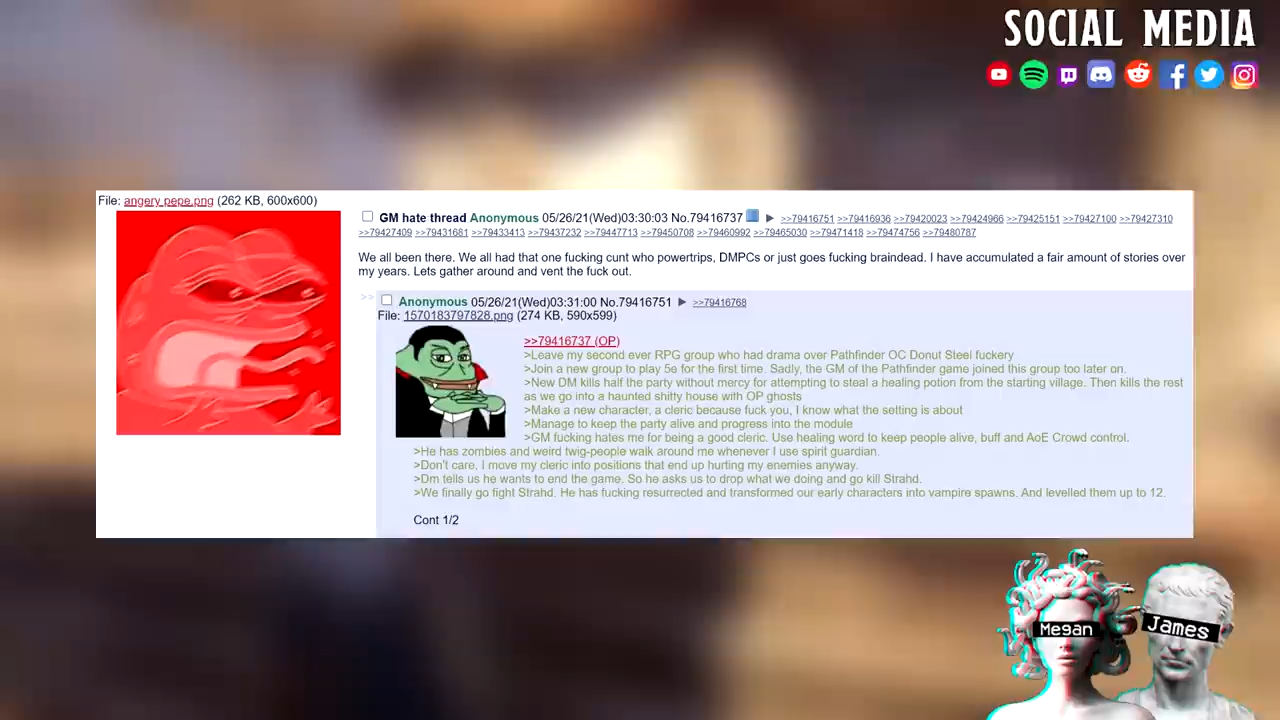 SOCIAL MEDIA
File: angery pepe.png (262 KB, 600x600)
GM hate thread Anonymous 05/26/21(Wed)03:30:03 No.79416737 ▶ >>79416751 >>79416936 >>79420023 >>79424966 >>79425151 >>79427100 >>79427310
>>79427409 >>79431681 >>79433413 >>79437232 >>79447713 >>79450708 >>79460992 >>79465030 >>79471418 >>79474756 >>79480787
We all been there. We all had that one fucking cunt who powertrips, DMPCs or just goes fucking braindead. I have accumulated a fair amount of stories over
my years. Lets gather around and vent the fuck out.
>> Anonymous 05/26/21(Wed)03:31:00 No.79416751 ▶ >>79416768
File: 1570183797828.png (274 KB, 590x599)
>>79416737 (OP)
>Leave my second ever RPG group who had drama over Pathfinder OC Donut Steel fuckery
>Join a new group to play 5e for the first time. Sadly, the GM of the Pathfinder game joined this group too later on.
>New DM kills half the party without mercy for attempting to steal a healing potion from the starting village. Then kills the rest
as we go into a haunted shitty house with OP ghosts
>Make a new character, a cleric because fuck you, I know what the setting is about
>Manage to keep the party alive and progress into the module
>GM fucking hates me for being a good cleric. Use healing word to keep people alive, buff and AoE Crowd control.
>He has zombies and weird twig-people walk around me whenever I use spirit guardian.
>Don't care, I move my cleric into positions that end up hurting my enemies anyway.
>Dm tells us he wants to end the game. So he asks us to drop what we doing and go kill Strahd.
>We finally go fight Strahd. He has fucking resurrected and transformed our early characters into vampire spawns. And levelled them up to 12.
Cont 1/2
Megan
James